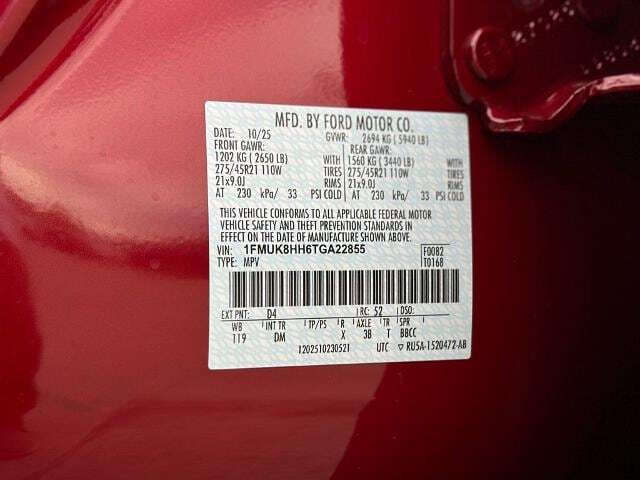 MFD. BY FORD MOTOR CO.
DATE: 10/25 GVWR: 2694 KG ( 5940 LB)
FRONT GAWR: REAR GAWR:
1202 KG ( 2650 LB) WITH 1560 KG ( 3440 LB) WITH
275/45R21 110W TIRES 275/45R21 110W TIRES
21x9.0J RIMS 21x9.0J RIMS
AT 230 kPa/ 33 PSI COLD AT 230 kPa/ 33 PSI COLD
THIS VEHICLE CONFORMS TO ALL APPLICABLE FEDERAL MOTOR
VEHICLE SAFETY AND THEFT PREVENTION STANDARDS IN
EFFECT ON THE DATE OF MANUFACTURE SHOWN ABOVE.
VIN: 1FMUK8HH6TGA22855 F0082
TYPE: MPV T0168
EXT PNT: D4 RC: 52 DSO:
WB INT TR TP/PS R AXLE TR SPR
119 DM X 3B T BBCC
1202510230521 UTC ▽ RU5A-1520472-AB